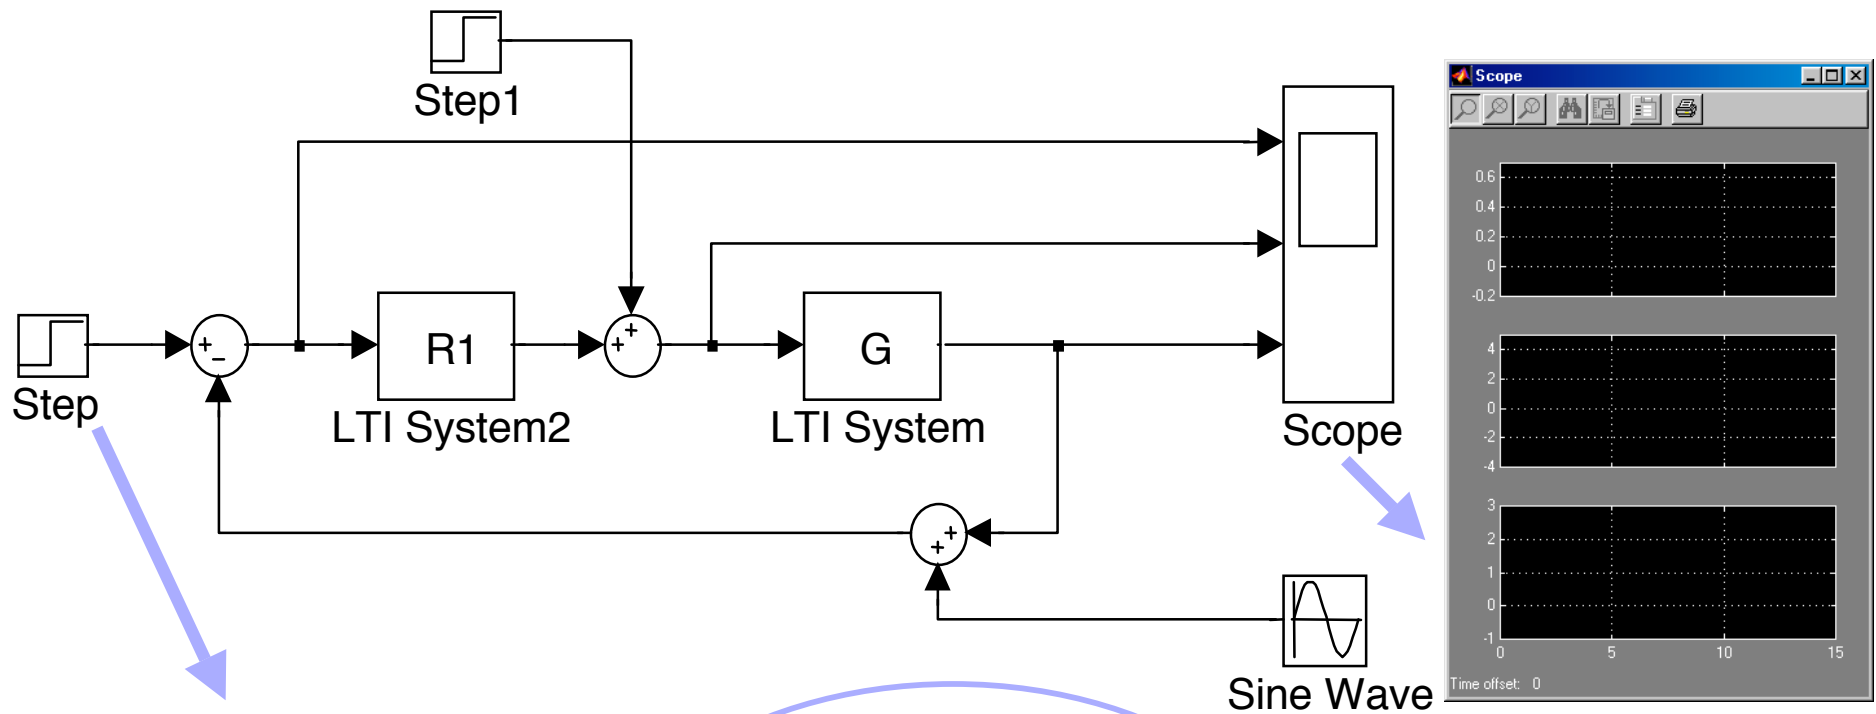 Step1
Scope
0.6
0.4
0.2
0
-0.2
+
+
+
−
R1
+
G
Step
LTI System2
LTI System
Scope
4
2
0
-2
-4
+
+
3
2
1
0
-1
0 5 10 15
Time offset: 0
Sine Wave